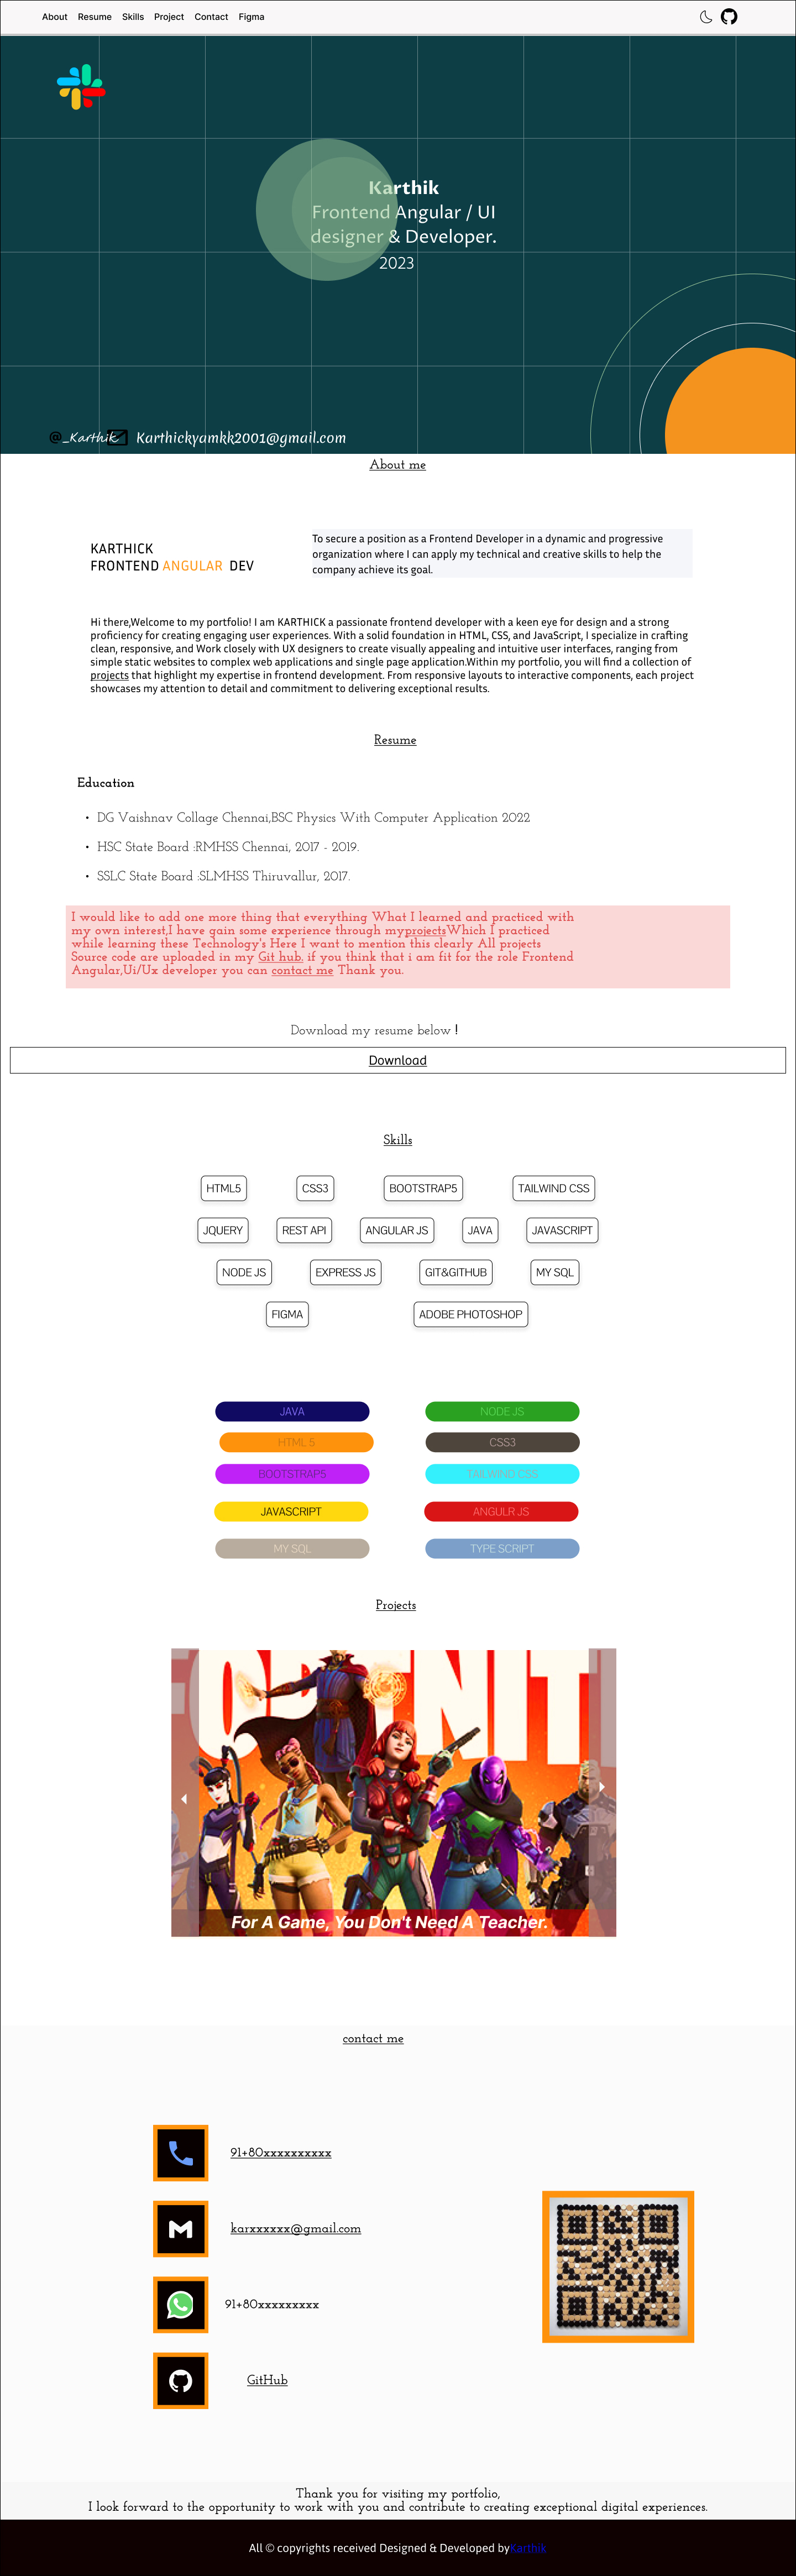 About Resume Skills Project Contact Figma
Karthik
Frontend Angular / UI
designer & Developer.
2023
@_Karthik Karthickyamkk2001@gmail.com
About me
KARTHICK
FRONTEND ANGULAR DEV
To secure a position as a Frontend Developer in a dynamic and progressive
organization where I can apply my technical and creative skills to help the
company achieve its goal.
Hi there,Welcome to my portfolio! I am KARTHICK a passionate frontend developer with a keen eye for design and a strong
proficiency for creating engaging user experiences. With a solid foundation in HTML, CSS, and JavaScript, I specialize in crafting
clean, responsive, and Work closely with UX designers to create visually appealing and intuitive user interfaces, ranging from
simple static websites to complex web applications and single page application.Within my portfolio, you will find a collection of
projects that highlight my expertise in frontend development. From responsive layouts to interactive components, each project
showcases my attention to detail and commitment to delivering exceptional results.
Resume
Education
• DG Vaishnav Collage Chennai,BSC Physics With Computer Application 2022
• HSC State Board :RMHSS Chennai, 2017 - 2019.
• SSLC State Board :SLMHSS Thiruvallur, 2017.
I would like to add one more thing that everything What I learned and practiced with
my own interest,I have gain some experience through myprojectsWhich I practiced
while learning these Technology's Here I want to mention this clearly All projects
Source code are uploaded in my Git hub. if you think that i am fit for the role Frontend
Angular,Ui/Ux developer you can contact me Thank you.
Download my resume below !
Download
Skills
HTML5 CSS3 BOOTSTRAP5 TAILWIND CSS
JQUERY REST API ANGULAR JS JAVA JAVASCRIPT
NODE JS EXPRESS JS GIT&GITHUB MY SQL
FIGMA ADOBE PHOTOSHOP
JAVA NODE JS
HTML 5 CSS3
BOOTSTRAP5 TAILWIND CSS
JAVASCRIPT ANGULR JS
MY SQL TYPE SCRIPT
Projects
For A Game, You Don't Need A Teacher.
contact me
91+80xxxxxxxxxx
karxxxxxx@gmail.com
91+80xxxxxxxxx
GitHub
Thank you for visiting my portfolio,
I look forward to the opportunity to work with you and contribute to creating exceptional digital experiences.
All © copyrights received Designed & Developed byKarthik